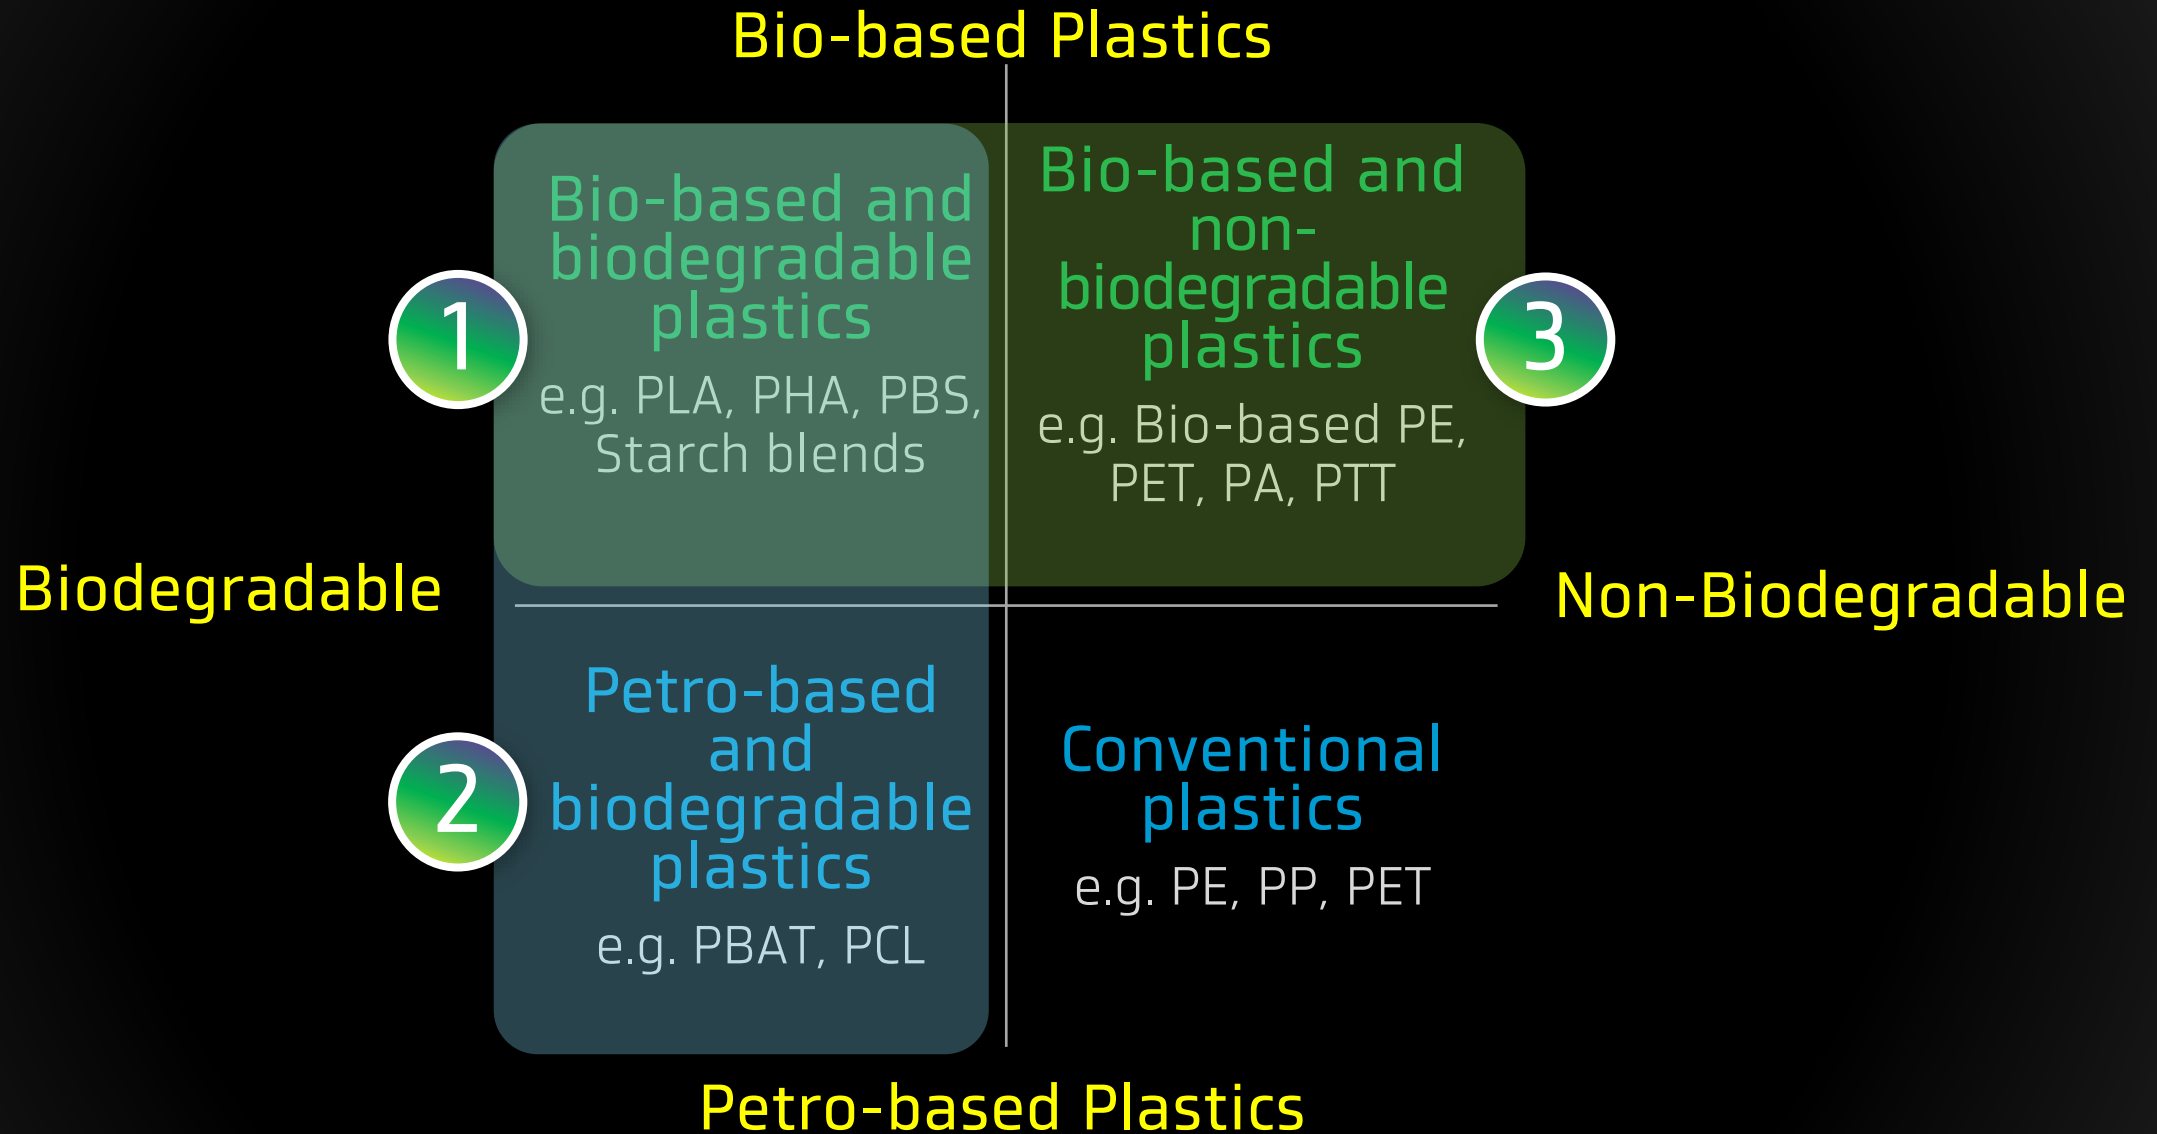 Bio-based Plastics
1
Bio-based and
biodegradable
plastics
e.g. PLA, PHA, PBS,
Starch blends
Bio-based and
non-
biodegradable
plastics
e.g. Bio-based PE,
PET, PA, PTT
3
Biodegradable
Non-Biodegradable
2
Petro-based
and
biodegradable
plastics
e.g. PBAT, PCL
Conventional
plastics
e.g. PE, PP, PET
Petro-based Plastics